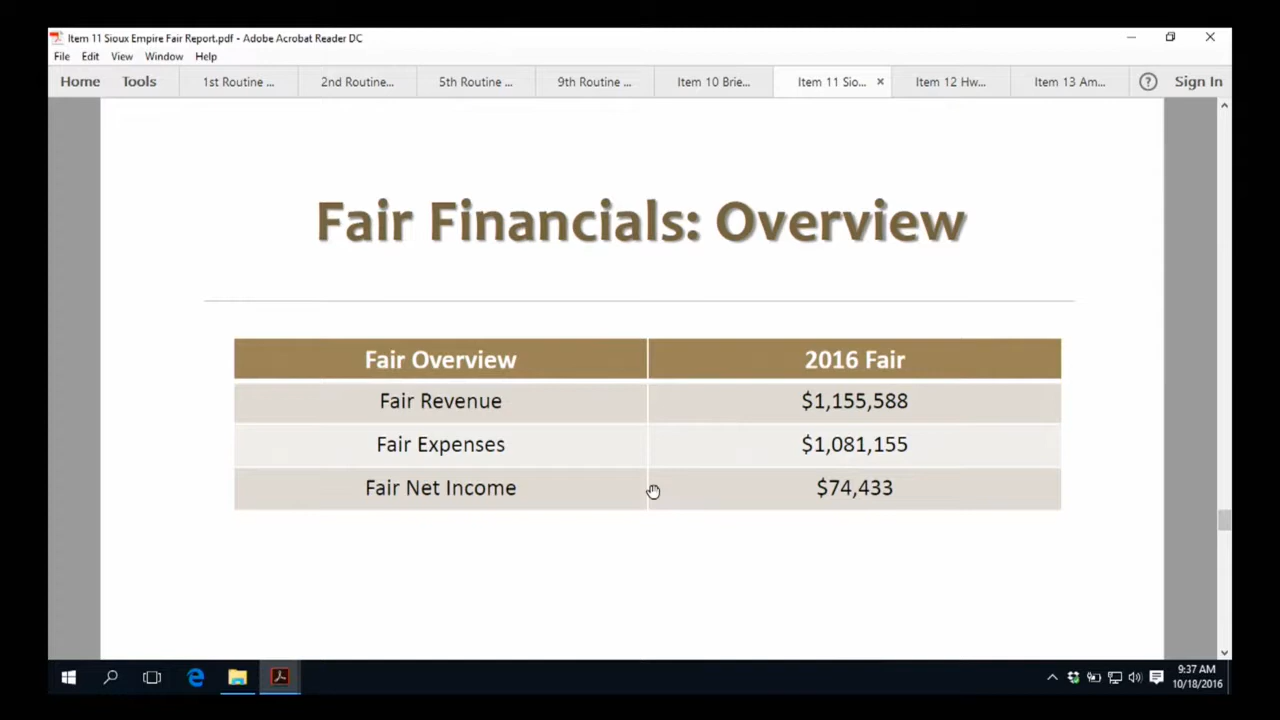 Item 11 Sioux Empire Fair Report.pdf - Adobe Acrobat Reader DC
File Edit View Window Help
Home Tools 1st Routine ... 2nd Routine... 5th Routine ... 9th Routine ... Item 10 Brie... Item 11 Sio... × Item 12 Hw... Item 13 Am... ? Sign In
Fair Financials: Overview
Fair Overview 2016 Fair
Fair Revenue $1,155,588
Fair Expenses $1,081,155
Fair Net Income $74,433
9:37 AM
10/18/2016